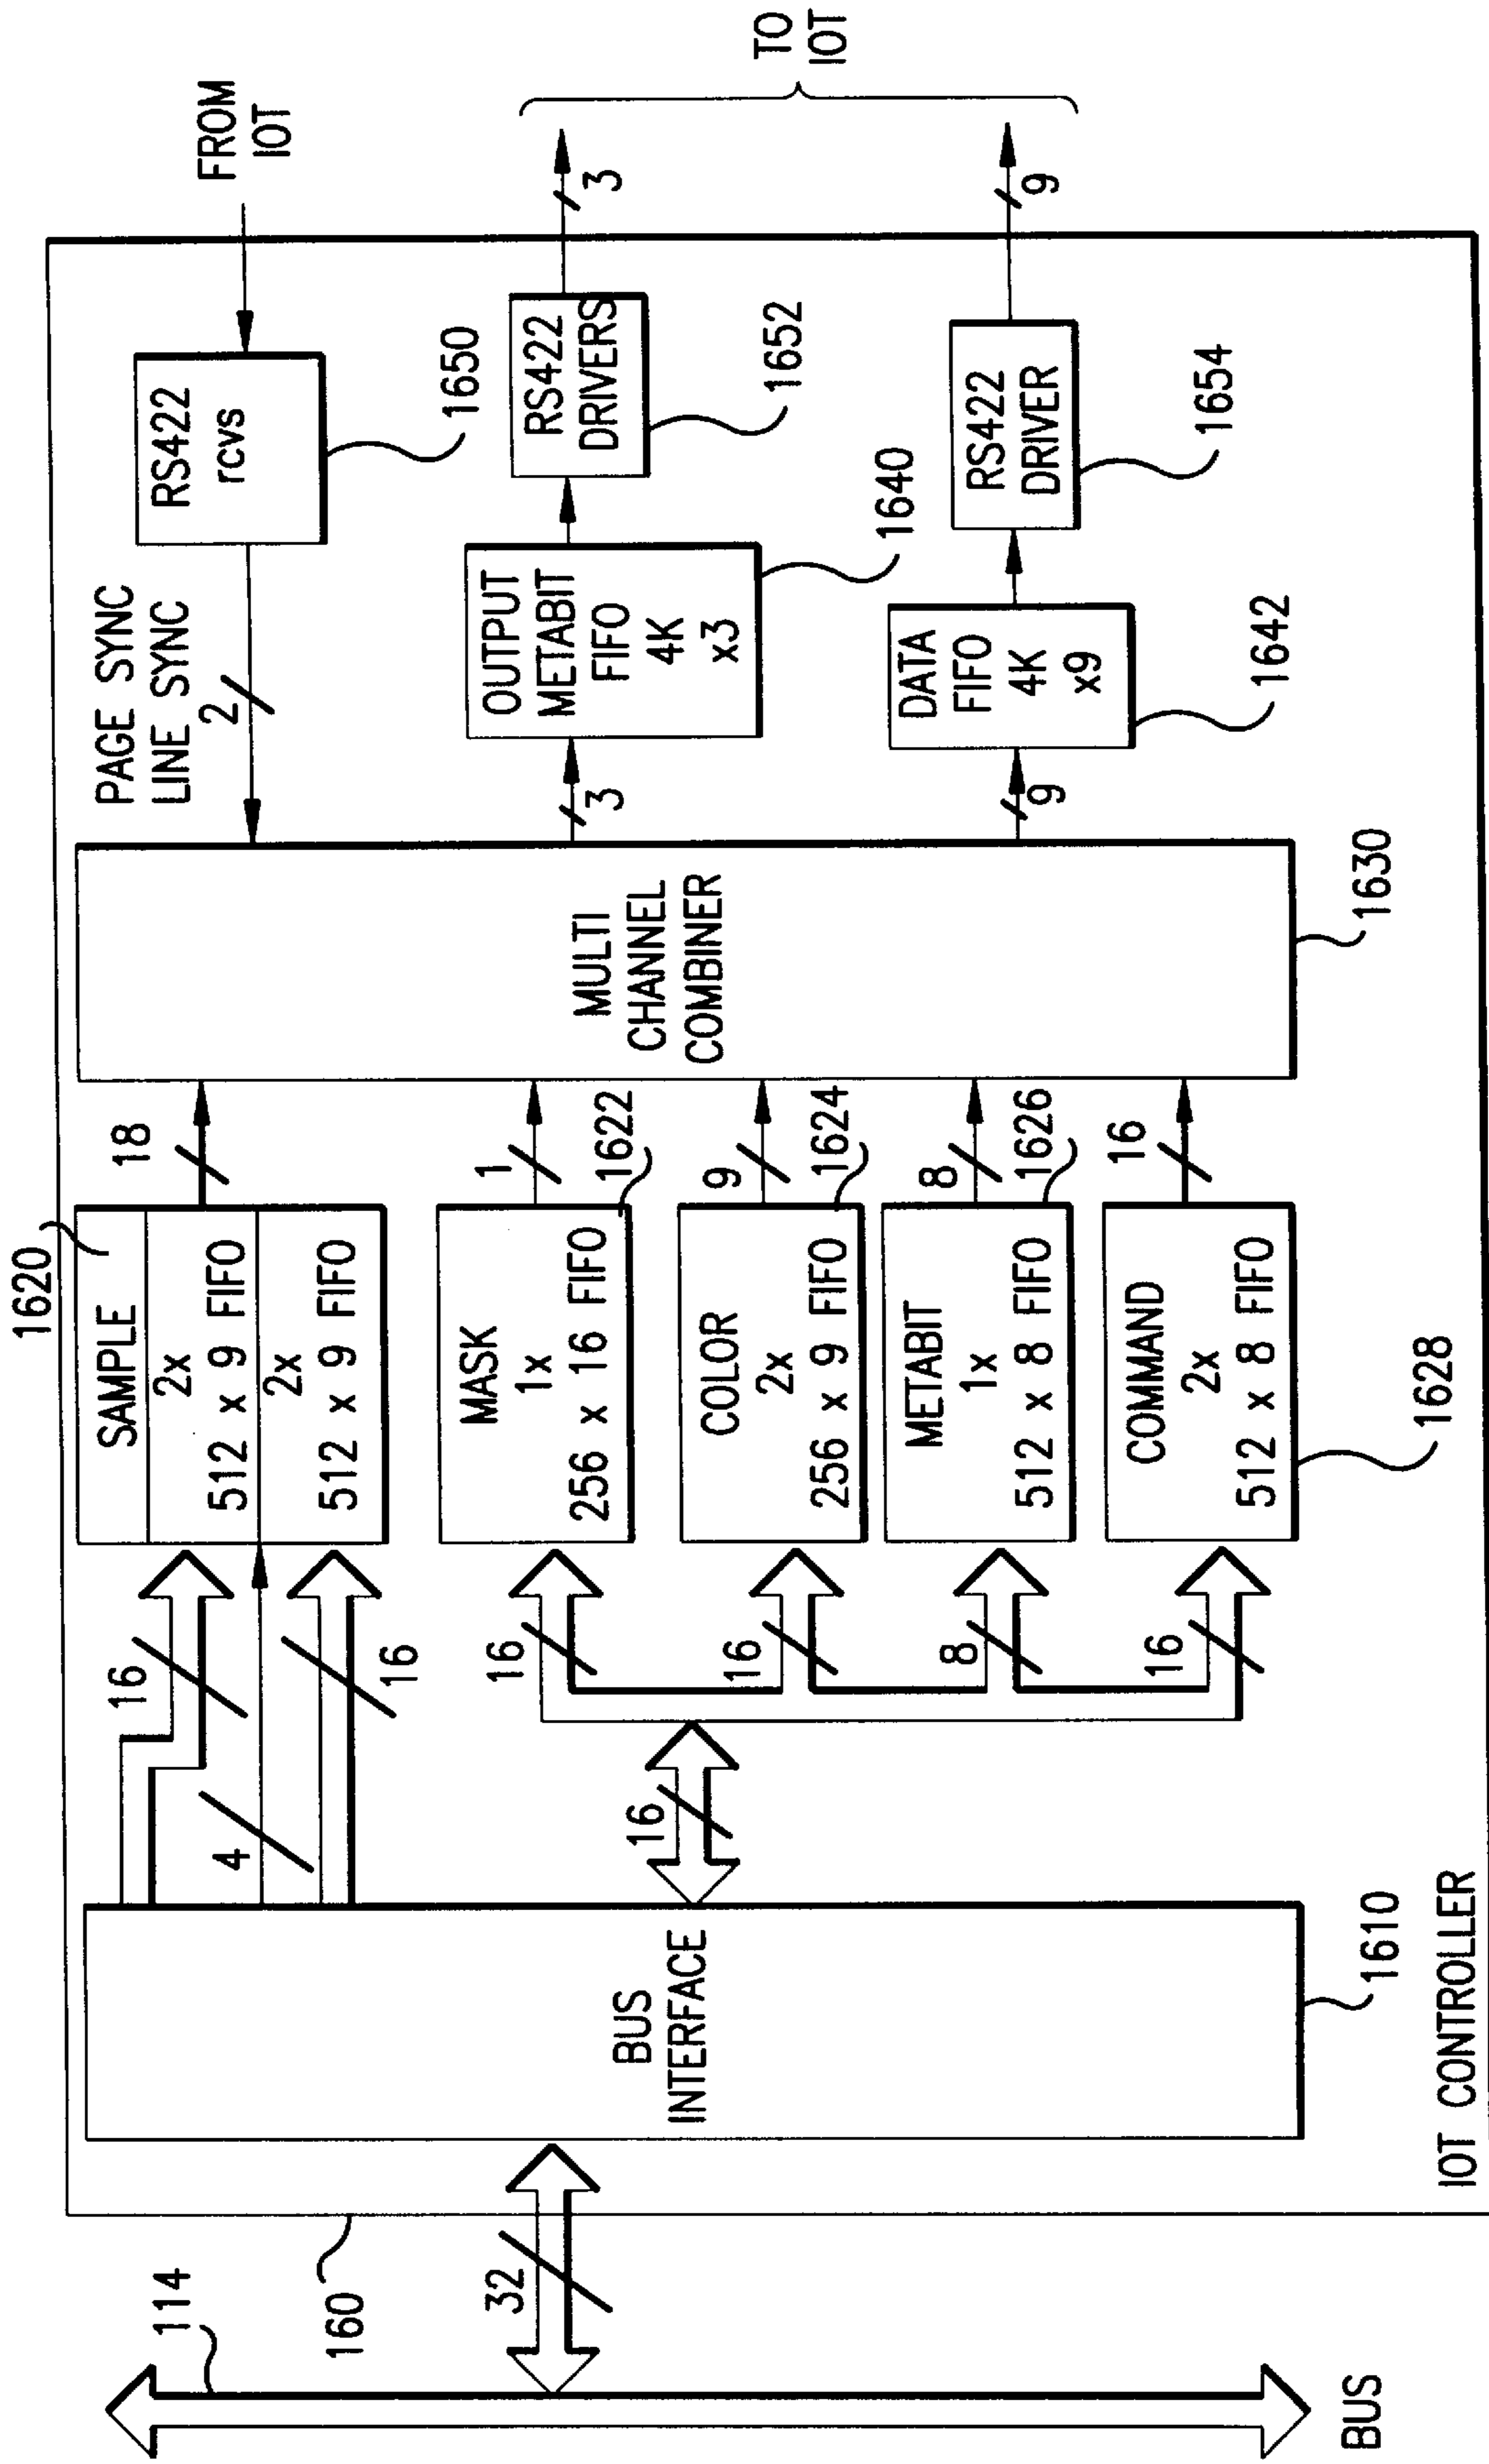 BUS
114
160
32
IOT CONTROLLER
BUS
INTERFACE
1610
16
4
16
16
16
16
8
16
1620
SAMPLE
2x
512 x 9 FIFO
2x
512 x 9 FIFO
MASK
1x
256 x 16 FIFO
1622
COLOR
2x
256 x 9 FIFO
1624
METABIT
1x
512 x 8 FIFO
1626
COMMAND
2x
512 x 8 FIFO
1628
18
1
9
8
16
MULTI
CHANNEL
COMBINER
1630
PAGE SYNC
LINE SYNC
2
3
9
OUTPUT
METABIT
FIFO
4K
x3
1640
DATA
FIFO
4K
x9
1642
RS422
rcvs
1650
RS422
DRIVERS
1652
RS422
DRIVER
1654
FROM
IOT
3
9
TO
IOT